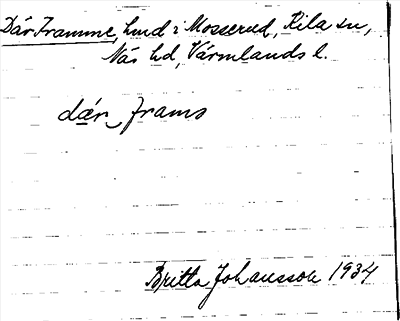 Där Framme, lund i Mosserud, Kila sn,
Näs hd, Värmlands l.
där frams
Britta Johansson 1934